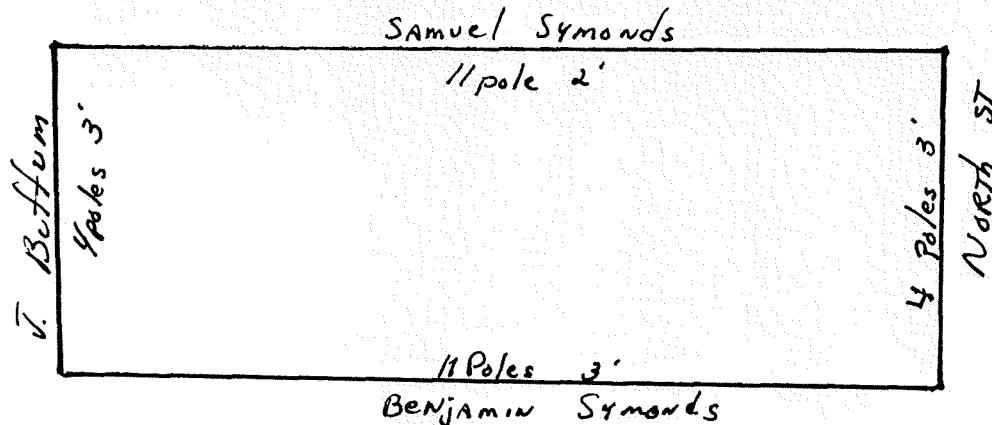 SAMUEL SYMONDS
11 pole 2'
J. Buffum
4 poles 3'
4 Poles 3'
NORTH ST
11 Poles 3'
BENJAMIN SYMONDS